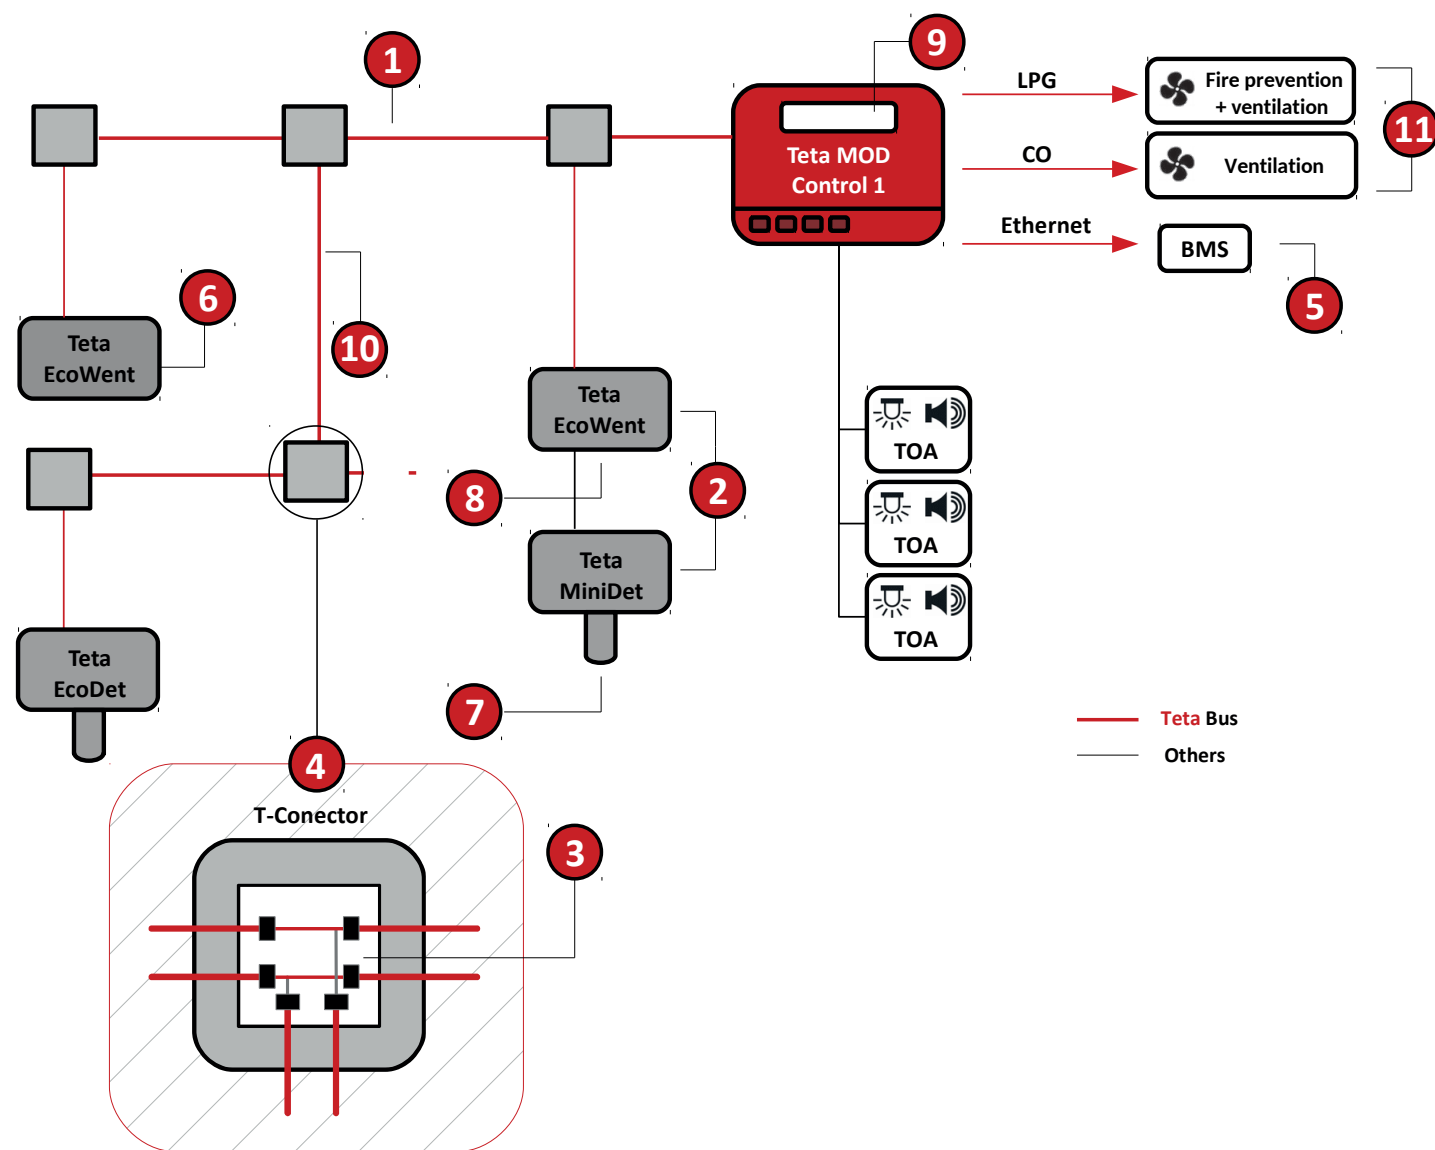 1
9
LPG
Fire prevention
+ ventilation
11
Teta MOD
Control 1
CO
Ventilation
Ethernet
BMS
5
6
10
Teta
EcoWent
Teta
EcoWent
8
2
TOA
TOA
TOA
Teta
MiniDet
Teta
EcoDet
7
Teta Bus
Others
4
T-Conector
3